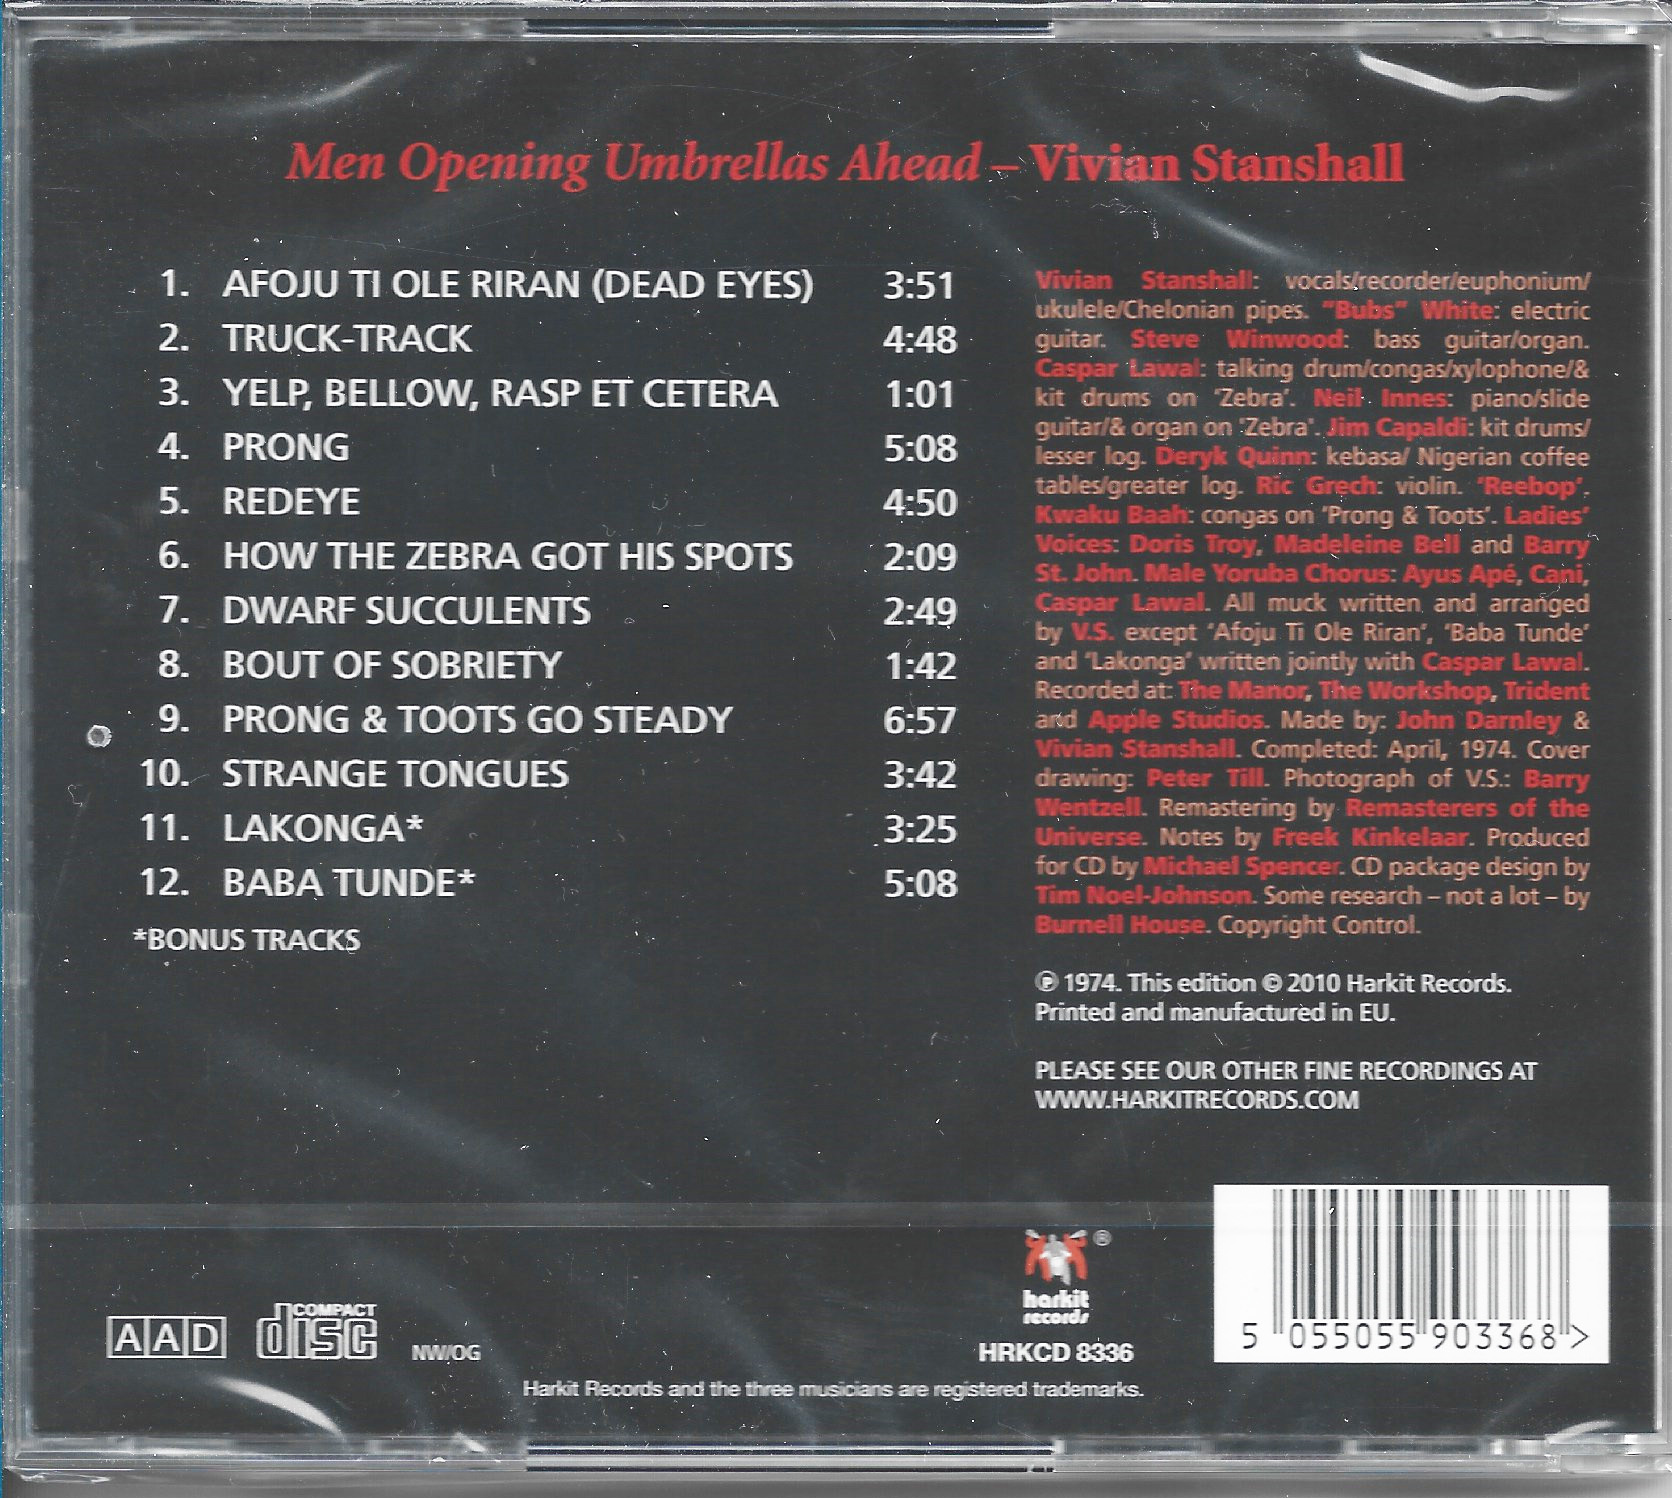 Men Opening Umbrellas Ahead – Vivian Stanshall
1. AFOJU TI OLE RIRAN (DEAD EYES) 3:51
2. TRUCK-TRACK 4:48
3. YELP, BELLOW, RASP ET CETERA 1:01
4. PRONG 5:08
5. REDEYE 4:50
6. HOW THE ZEBRA GOT HIS SPOTS 2:09
7. DWARF SUCCULENTS 2:49
8. BOUT OF SOBRIETY 1:42
9. PRONG & TOOTS GO STEADY 6:57
10. STRANGE TONGUES 3:42
11. LAKONGA* 3:25
12. BABA TUNDE* 5:08
*BONUS TRACKS
Vivian Stanshall: vocals/recorder/euphonium/
ukulele/Chelonian pipes. "Bubs" White: electric
guitar. Steve Winwood: bass guitar/organ.
Caspar Lawal: talking drum/congas/xylophone/&
kit drums on 'Zebra'. Neil Innes: piano/slide
guitar/& organ on 'Zebra'. Jim Capaldi: kit drums/
lesser log. Deryk Quinn: kebasa/ Nigerian coffee
tables/greater log. Ric Grech: violin. 'Reebop'.
Kwaku Baah: congas on 'Prong & Toots'. Ladies'
Voices: Doris Troy, Madeleine Bell and Barry
St. John. Male Yoruba Chorus: Ayus Apé, Cani,
Caspar Lawal. All muck written and arranged
by V.S. except 'Afoju Ti Ole Riran', 'Baba Tunde'
and 'Lakonga' written jointly with Caspar Lawal.
Recorded at: The Manor, The Workshop, Trident
and Apple Studios. Made by: John Darnley &
Vivian Stanshall. Completed: April, 1974. Cover
drawing: Peter Till. Photograph of V.S.: Barry
Wentzell. Remastering by Remasterers of the
Universe. Notes by Freek Kinkelaar. Produced
for CD by Michael Spencer. CD package design by
Tim Noel-Johnson. Some research – not a lot – by
Burnell House. Copyright Control.
℗ 1974. This edition © 2010 Harkit Records.
Printed and manufactured in EU.
PLEASE SEE OUR OTHER FINE RECORDINGS AT
WWW.HARKITRECORDS.COM
AAD
COMPACT
disc
NW/OG
®
harkit
records
HRKCD 8336
5 055055 903368 >
Harkit Records and the three musicians are registered trademarks.